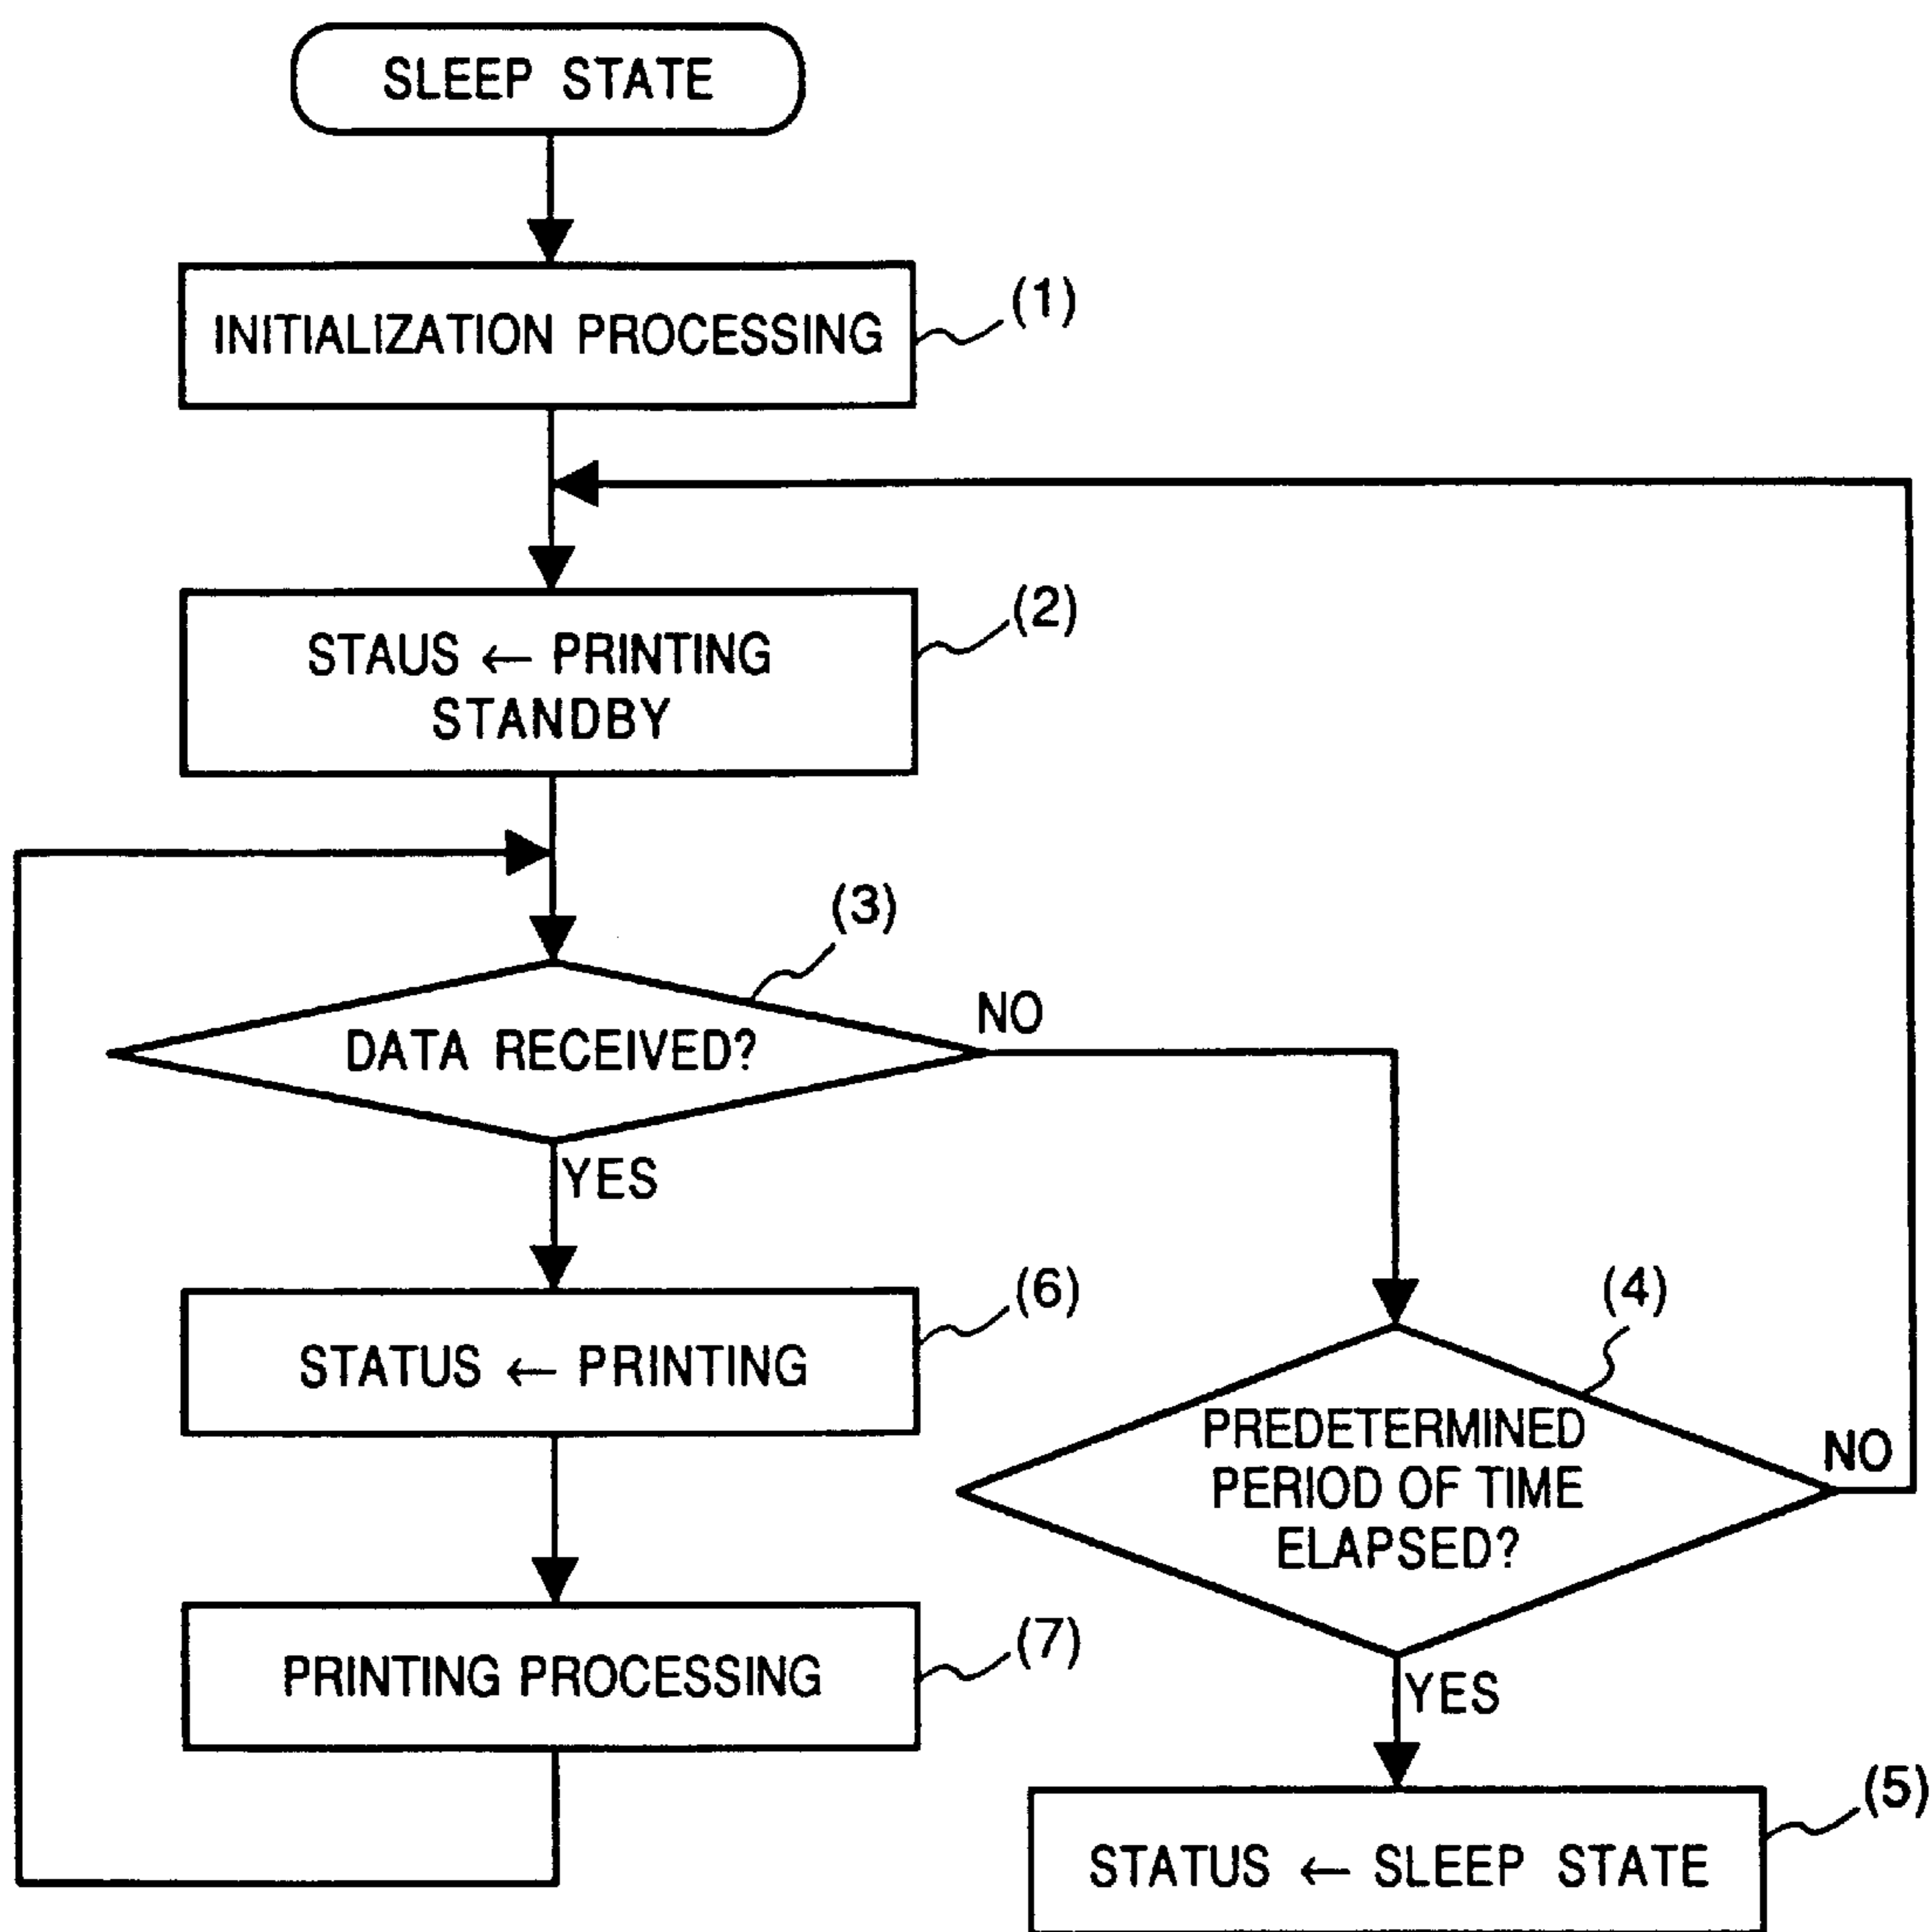 SLEEP STATE
INITIALIZATION PROCESSING
(1)
STAUS ← PRINTING
STANDBY
(2)
(3)
DATA RECEIVED?
NO
YES
(6)
STATUS ← PRINTING
(4)
PREDETERMINED
PERIOD OF TIME
ELAPSED?
NO
(7)
PRINTING PROCESSING
YES
(5)
STATUS ← SLEEP STATE